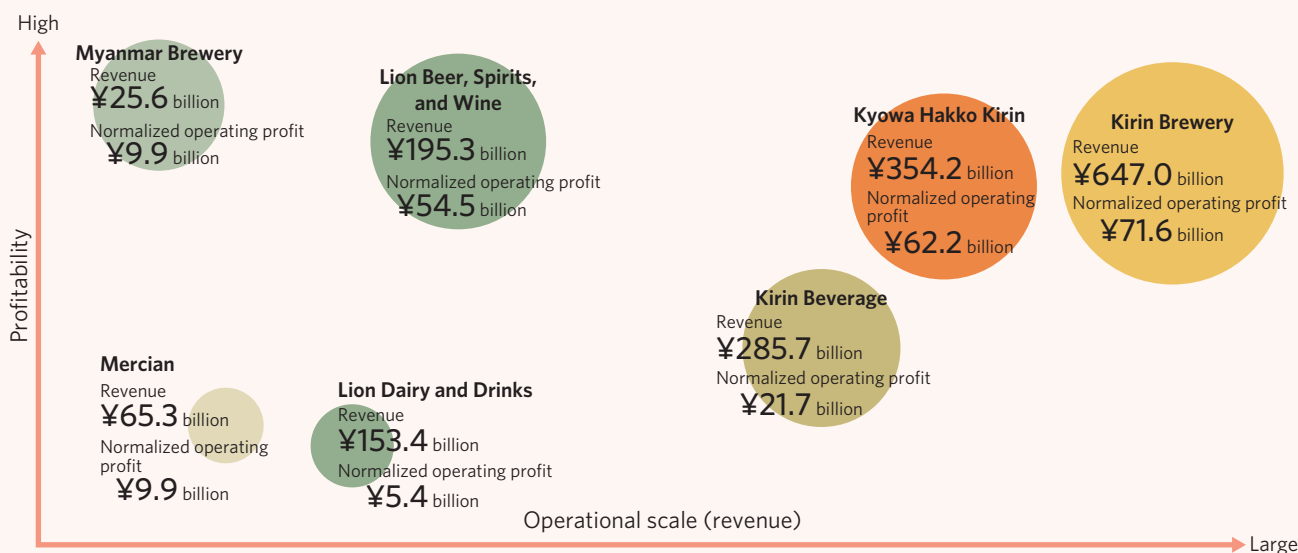 High
Myanmar Brewery
Revenue
¥25.6 billion
Normalized operating profit
¥9.9 billion
Lion Beer, Spirits,
and Wine
Revenue
¥195.3 billion
Normalized operating profit
¥54.5 billion
Kyowa Hakko Kirin
Revenue
¥354.2 billion
Normalized operating
profit
¥62.2 billion
Kirin Brewery
Revenue
¥647.0 billion
Normalized operating profit
¥71.6 billion
Profitability
Kirin Beverage
Revenue
¥285.7 billion
Normalized operating profit
¥21.7 billion
Mercian
Revenue
¥65.3 billion
Normalized operating
profit
¥9.9 billion
Lion Dairy and Drinks
Revenue
¥153.4 billion
Normalized operating profit
¥5.4 billion
Operational scale (revenue)
Large